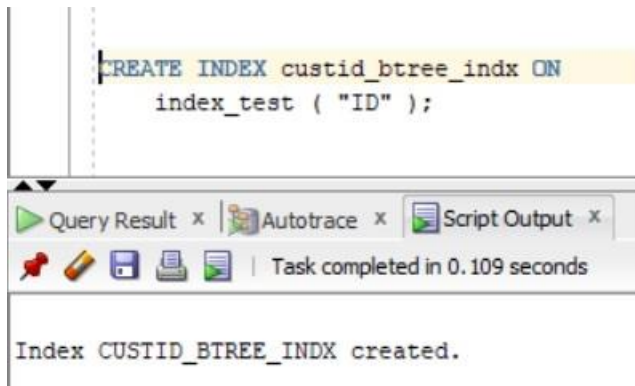 CREATE INDEX custid_btree_indx ON
index_test ( "ID" );
Query Result x Autotrace x Script Output x
Task completed in 0.109 seconds
Index CUSTID_BTREE_INDX created.